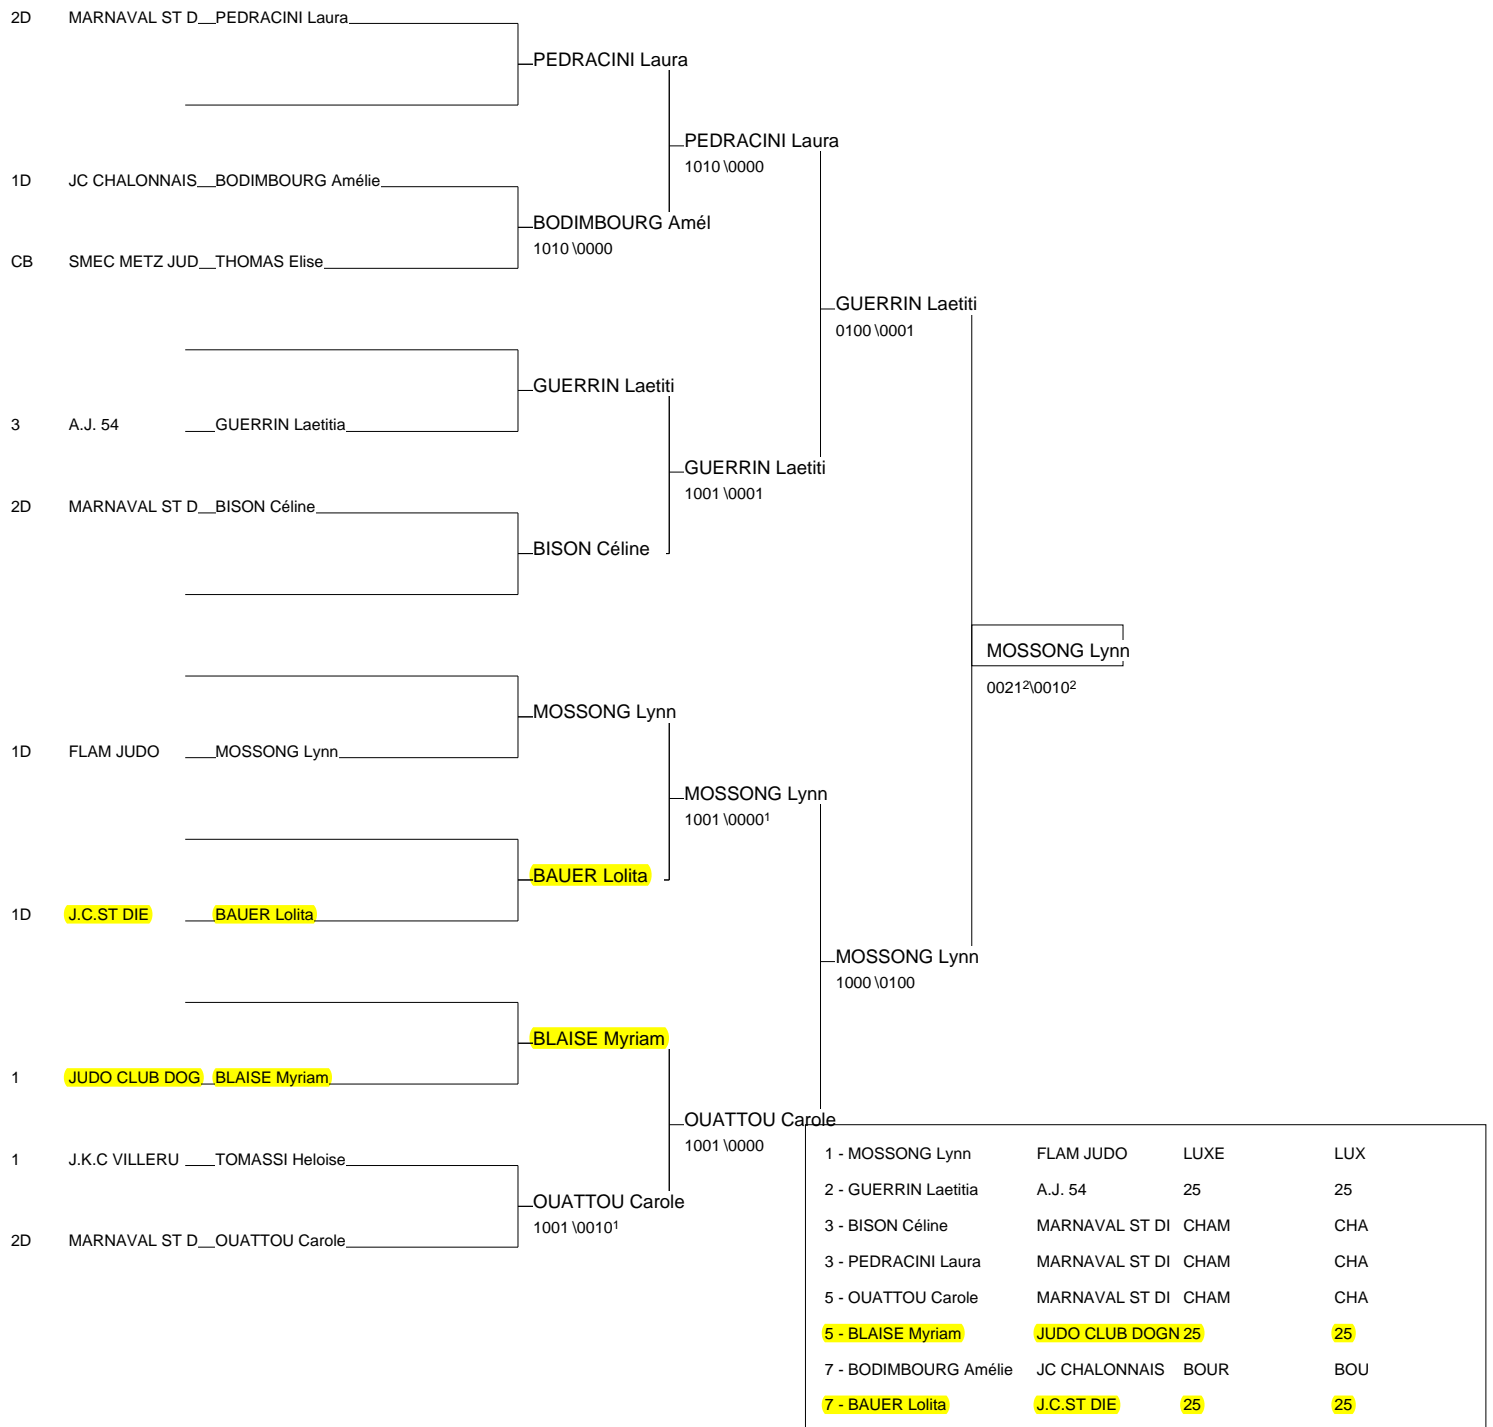 2D MARNAVAL ST D PEDRACINI Laura
PEDRACINI Laura
PEDRACINI Laura
1010 \0000
1D JC CHALONNAIS BODIMBOURG Amélie
BODIMBOURG Amél
1010 \0000
CB SMEC METZ JUD THOMAS Elise
GUERRIN Laetiti
0100 \0001
GUERRIN Laetiti
3 A.J. 54 GUERRIN Laetitia
GUERRIN Laetiti
1001 \0001
2D MARNAVAL ST D BISON Céline
BISON Céline
MOSSONG Lynn
0021² \0010²
MOSSONG Lynn
1D FLAM JUDO MOSSONG Lynn
MOSSONG Lynn
1001 \0000¹
BAUER Lolita
1D J.C.ST DIE BAUER Lolita
MOSSONG Lynn
1000 \0100
BLAISE Myriam
1 JUDO CLUB DOG BLAISE Myriam
OUATTOU Carole
1001 \0000
1 J.K.C VILLERU TOMASSI Heloise
OUATTOU Carole
1001 \0010¹
2D MARNAVAL ST D OUATTOU Carole
1 - MOSSONG Lynn FLAM JUDO LUXE LUX
2 - GUERRIN Laetitia A.J. 54 25 25
3 - BISON Céline MARNAVAL ST DI CHAM CHA
3 - PEDRACINI Laura MARNAVAL ST DI CHAM CHA
5 - OUATTOU Carole MARNAVAL ST DI CHAM CHA
5 - BLAISE Myriam JUDO CLUB DOGN 25 25
7 - BODIMBOURG Amélie JC CHALONNAIS BOUR BOU
7 - BAUER Lolita J.C.ST DIE 25 25